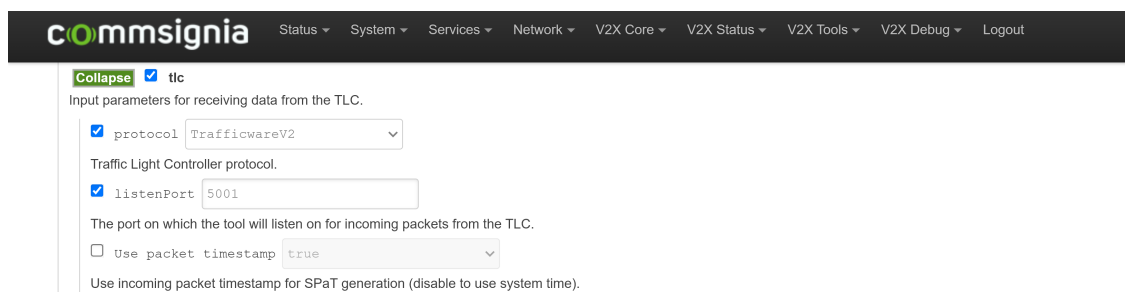 commsignia Status System Services Network V2X Core V2X Status V2X Tools V2X Debug Logout
Collapse tlc
Input parameters for receiving data from the TLC.
protocol TrafficwareV2
Traffic Light Controller protocol.
listenPort 5001
The port on which the tool will listen on for incoming packets from the TLC.
Use packet timestamp true
Use incoming packet timestamp for SPaT generation (disable to use system time).